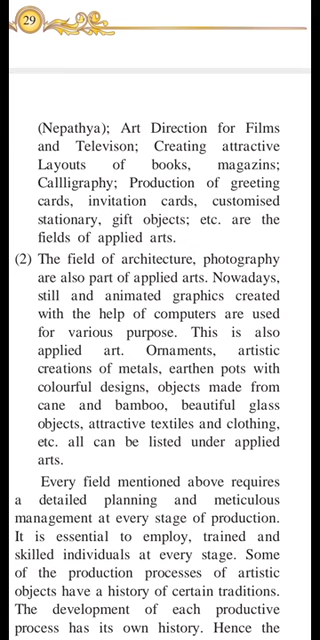 29
(Nepathya); Art Direction for Films
and Televison; Creating attractive
Layouts of books, magazins;
Callligraphy; Production of greeting
cards, invitation cards, customised
stationary, gift objects; etc. are the
fields of applied arts.
(2) The field of architecture, photography
are also part of applied arts. Nowadays,
still and animated graphics created
with the help of computers are used
for various purpose. This is also
applied art. Ornaments, artistic
creations of metals, earthen pots with
colourful designs, objects made from
cane and bamboo, beautiful glass
objects, attractive textiles and clothing,
etc. all can be listed under applied
arts.
Every field mentioned above requires
a detailed planning and meticulous
management at every stage of production.
It is essential to employ, trained and
skilled individuals at every stage. Some
of the production processes of artistic
objects have a history of certain traditions.
The development of each productive
process has its own history. Hence the